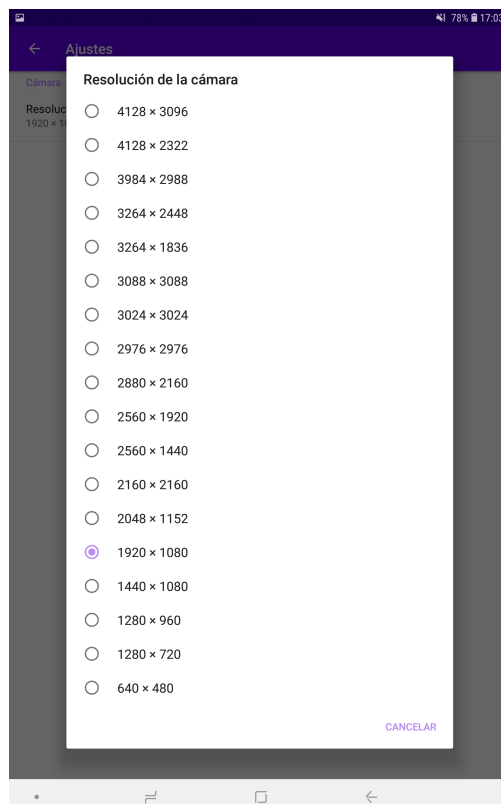 78% 17:03
Ajustes
Cámara
Resolución de la cámara
Resoluc
1920 × 1
4128 × 3096
4128 × 2322
3984 × 2988
3264 × 2448
3264 × 1836
3088 × 3088
3024 × 3024
2976 × 2976
2880 × 2160
2560 × 1920
2560 × 1440
2160 × 2160
2048 × 1152
1920 × 1080
1440 × 1080
1280 × 960
1280 × 720
640 × 480
CANCELAR